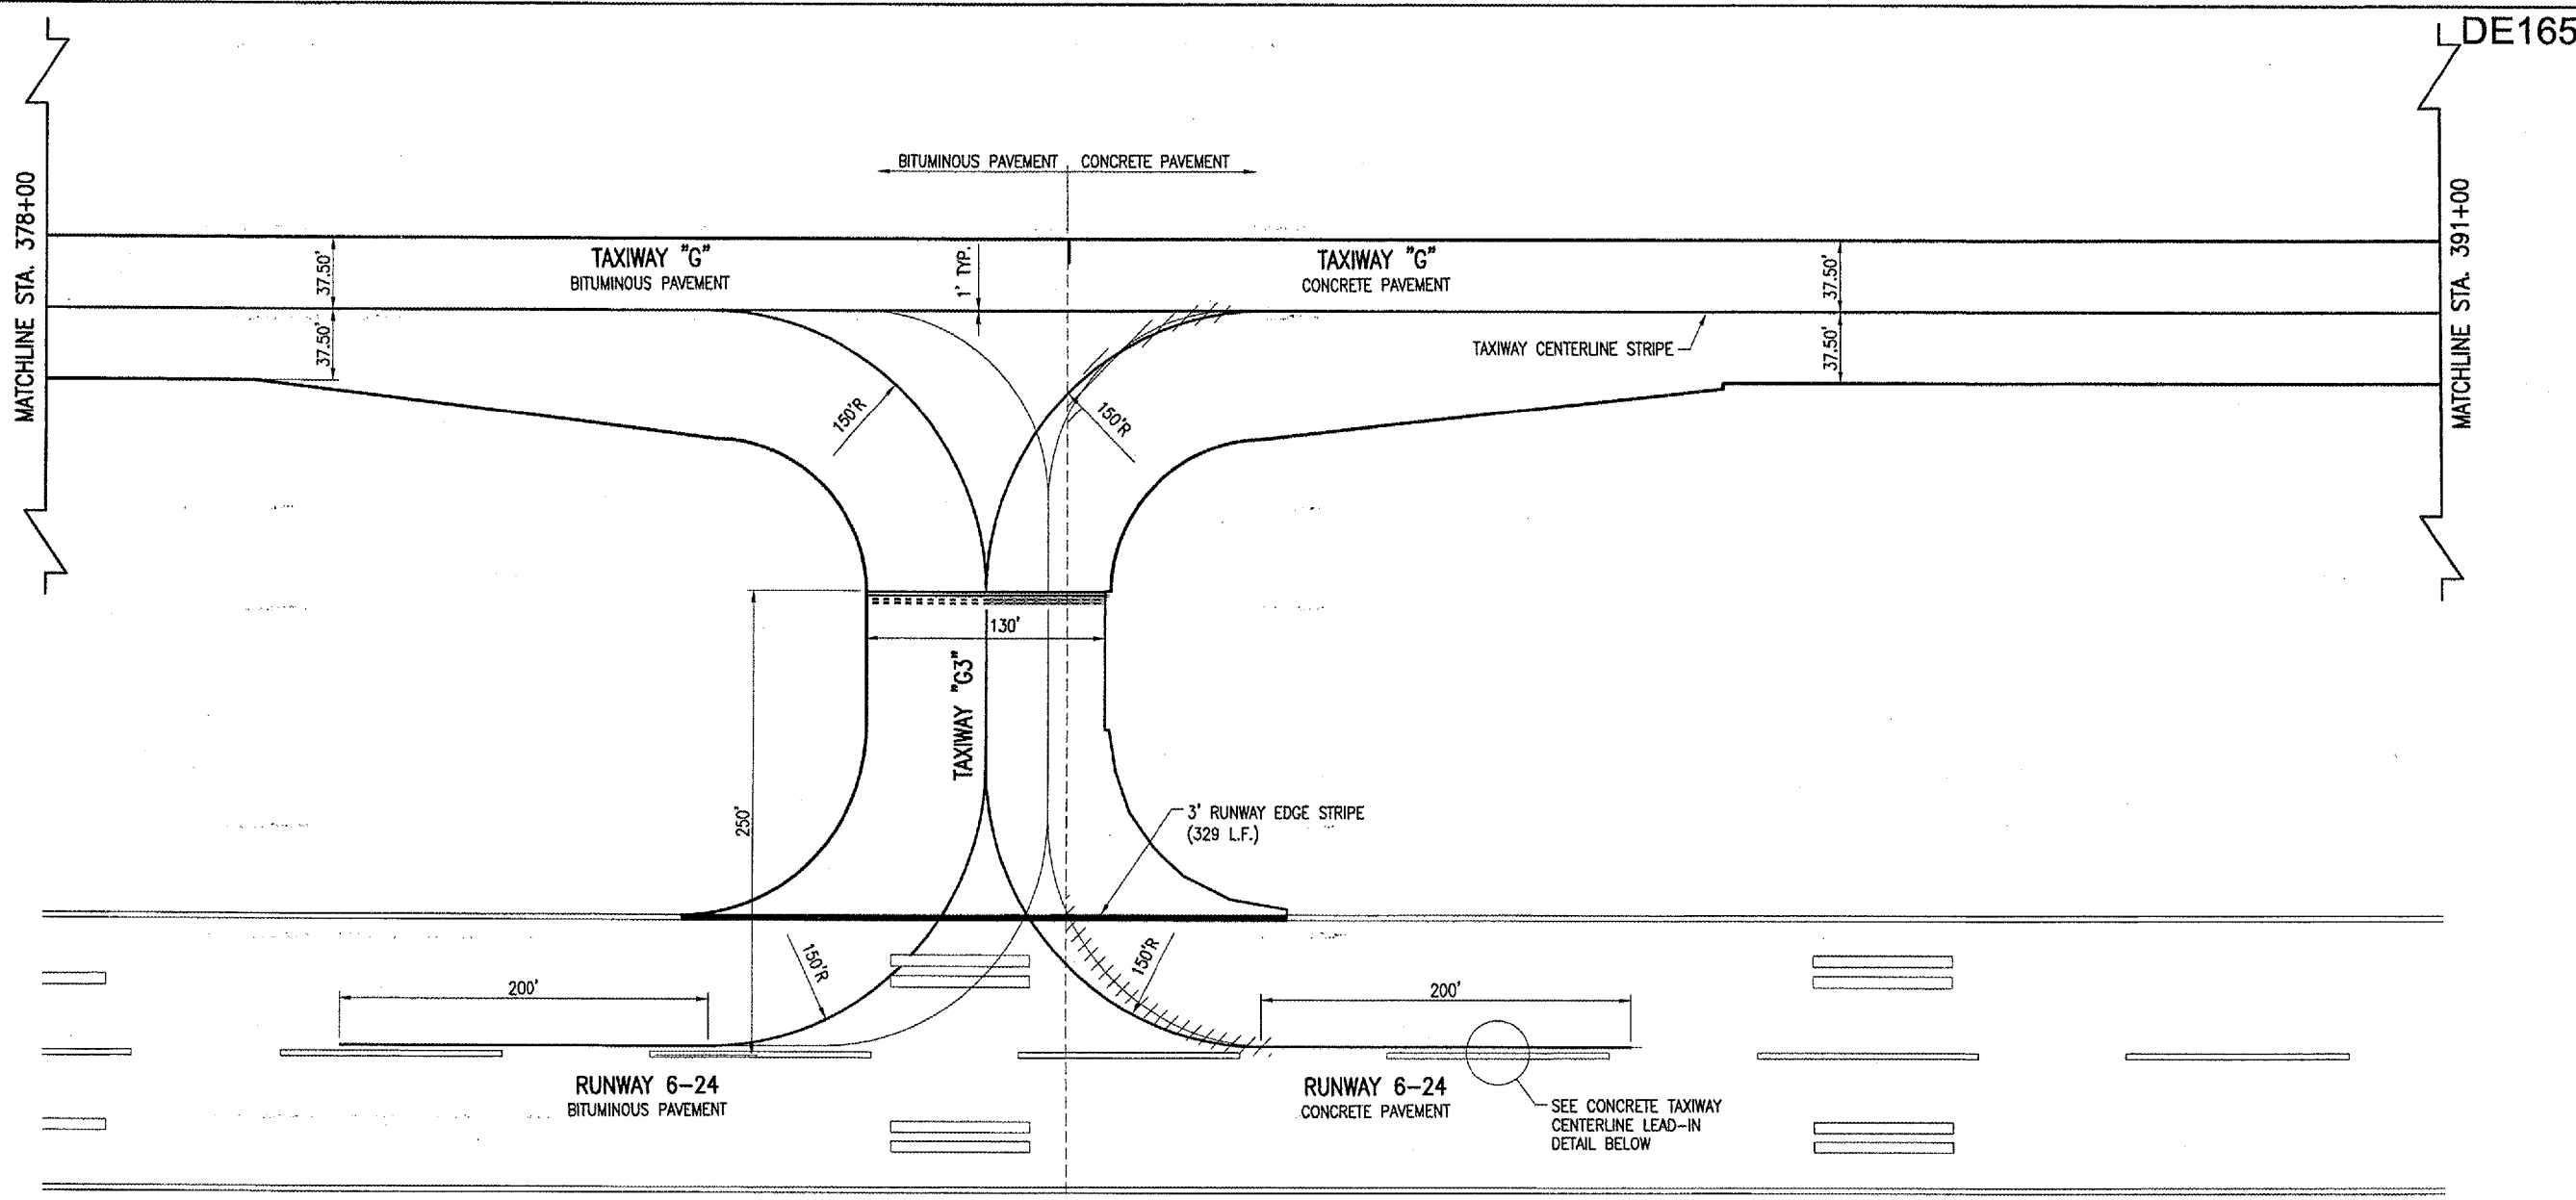 DE165
BITUMINOUS PAVEMENT
CONCRETE PAVEMENT
MATCHLINE STA. 378+00
MATCHLINE STA. 391+00
37.50'
37.50'
TAXIWAY "G"
BITUMINOUS PAVEMENT
1' TYP.
TAXIWAY "G"
CONCRETE PAVEMENT
37.50'
37.50'
TAXIWAY CENTERLINE STRIPE
150'R
150'R
130'
TAXIWAY "G3"
250'
3' RUNWAY EDGE STRIPE
(329 L.F.)
150'R
150'R
200'
200'
RUNWAY 6-24
BITUMINOUS PAVEMENT
RUNWAY 6-24
CONCRETE PAVEMENT
SEE CONCRETE TAXIWAY
CENTERLINE LEAD-IN
DETAIL BELOW